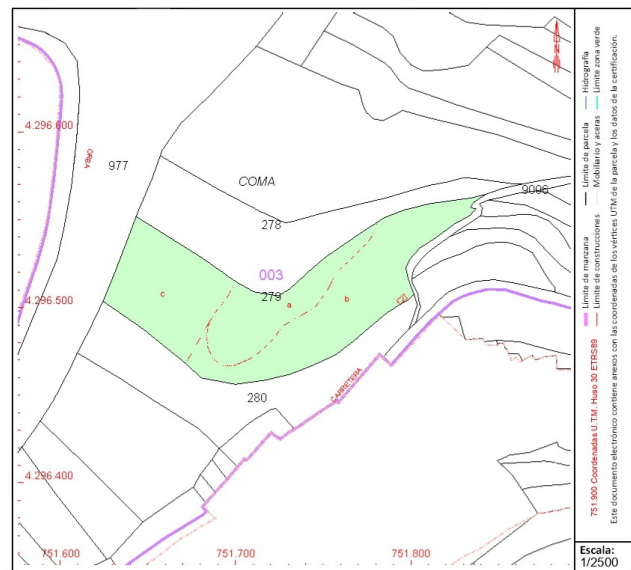 4.296.600
ORBA
977
COMA
9006
278
003
c
279
a
b
4.296.500
280
CARRETERA
4.296.400
751.600
751.700
751.800
Límite de manzana
Límite de parcela
Hidrografía
Límite de construcciones
Mobiliario y aceras
Límite zona verde
751.900 Coordenadas U.T.M. Huso 30 ETRS89
Este documento electrónico contiene anexos con las coordenadas de los vértices UTM de la parcela y los datos de la certificación.
Escala:
1/2500